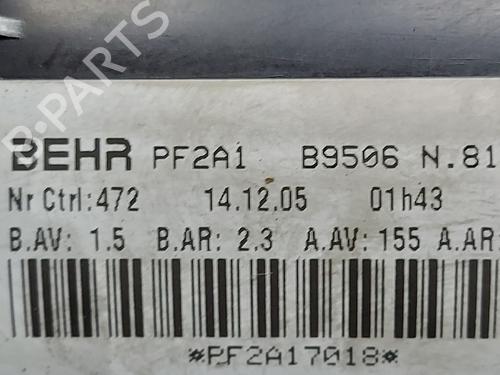 BEHR PF2A1 B9506 N.81
Nr Ctrl:472 14.12.05 01h43
B.AV: 1.5 B.AR: 2.3 A.AV: 155 A.AR:
*PF2A17018*
B-PARTS